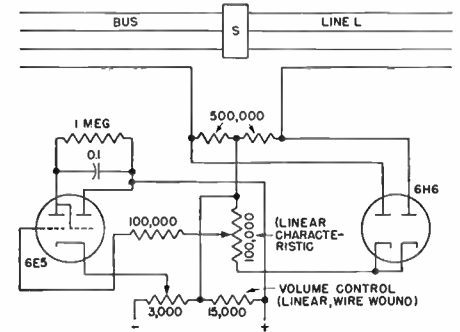 BUS
S
LINE L
500,000
1 MEG
0.1
6H6
100,000
100,000
(LINEAR
CHARACTE-
RISTIC
6E5
VOLUME CONTROL
(LINEAR, WIRE WOUND)
3,000
15,000
-
+